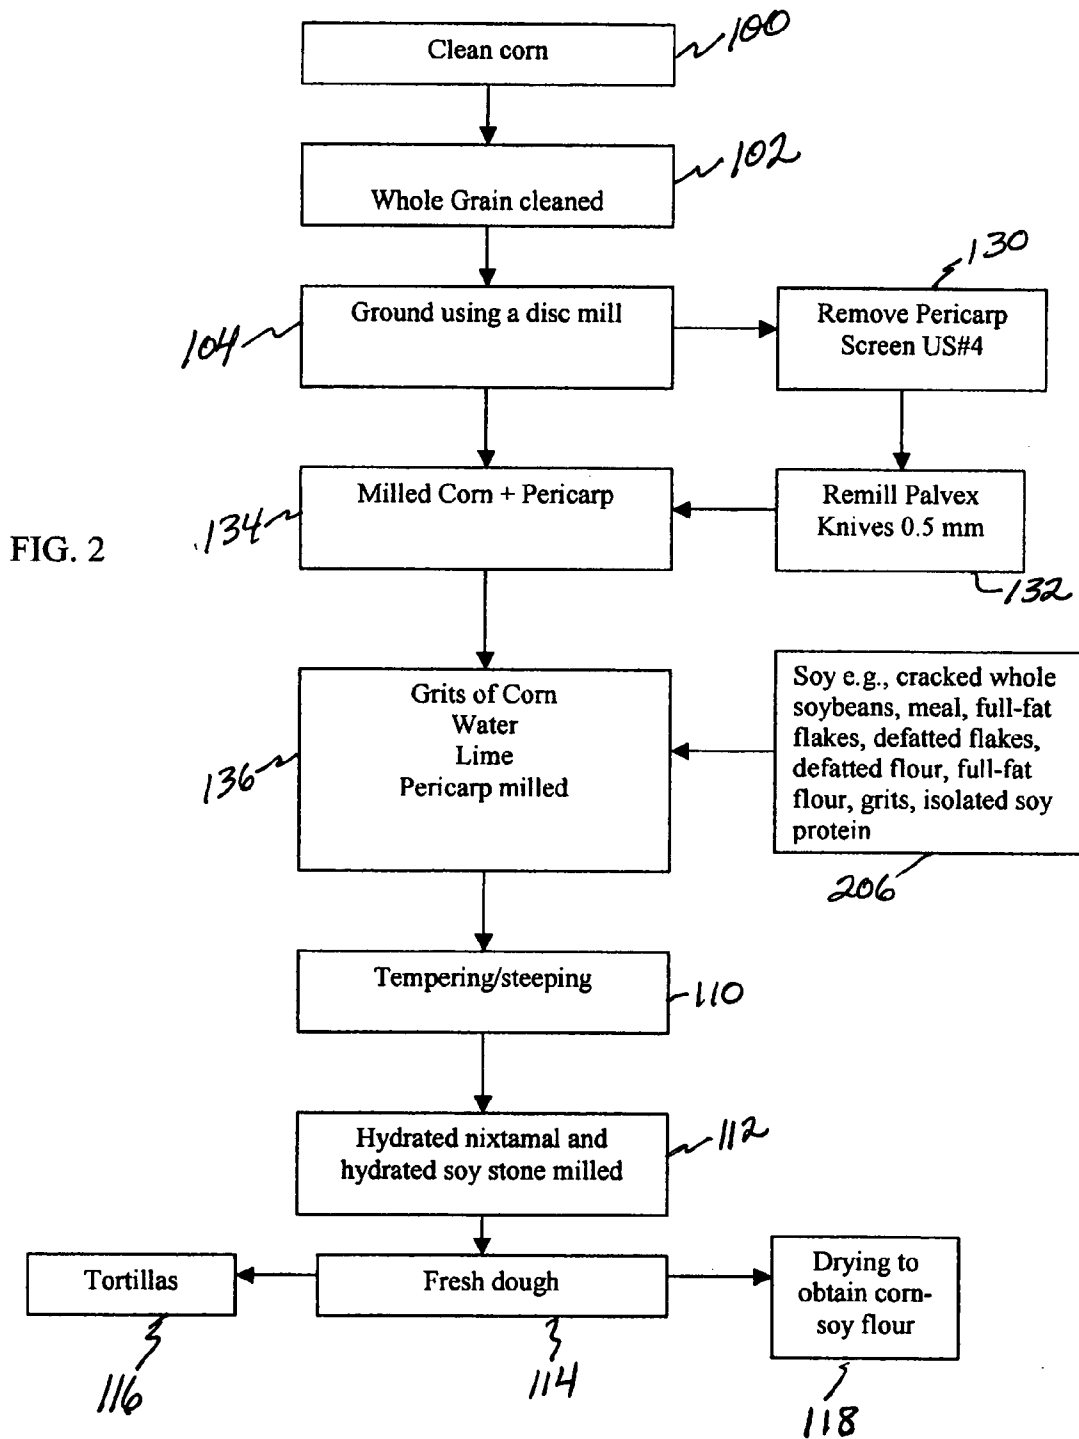 Clean corn
100
Whole Grain cleaned
102
Ground using a disc mill
104
130
Remove Pericarp
Screen US#4
Milled Corn + Pericarp
134
Remill Palvex
Knives 0.5 mm
132
FIG. 2
Grits of Corn
Water
Lime
Pericarp milled
136
Soy e.g., cracked whole
soybeans, meal, full-fat
flakes, defatted flakes,
defatted flour, full-fat
flour, grits, isolated soy
protein
206
Tempering/steeping
110
Hydrated nixtamal and
hydrated soy stone milled
112
Tortillas
116
Fresh dough
114
Drying to
obtain corn-
soy flour
118